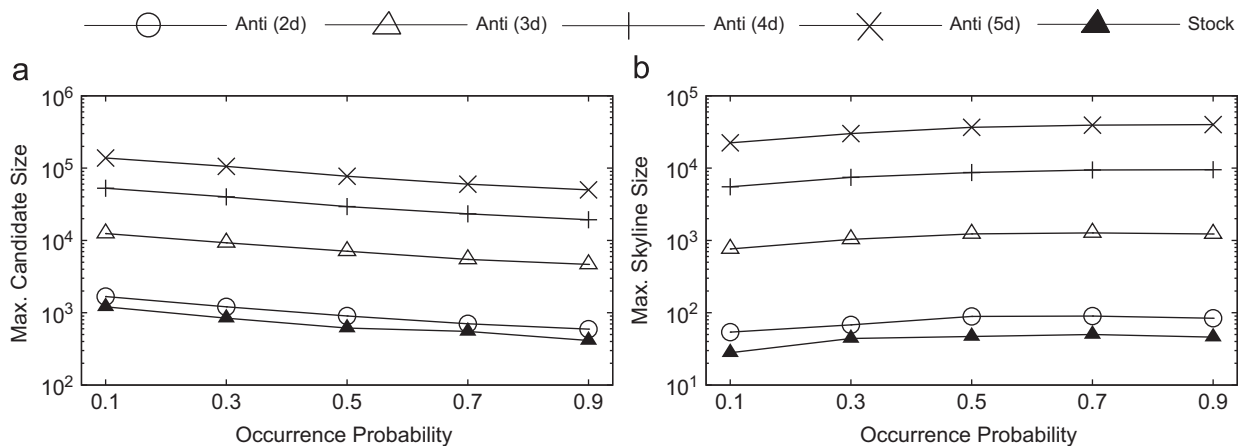 Anti (2d) Anti (3d) Anti (4d) Anti (5d) Stock
a
10^6
10^5
10^4
10^3
10^2
Max. Candidate Size
0.1 0.3 0.5 0.7 0.9
Occurrence Probability
b
10^5
10^4
10^3
10^2
10^1
Max. Skyline Size
0.1 0.3 0.5 0.7 0.9
Occurrence Probability